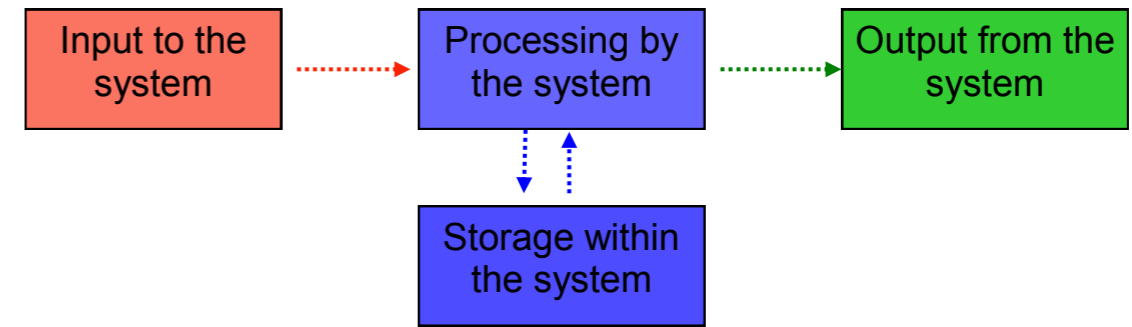 Input to the
system
Processing by
the system
Output from the
system
Storage within
the system